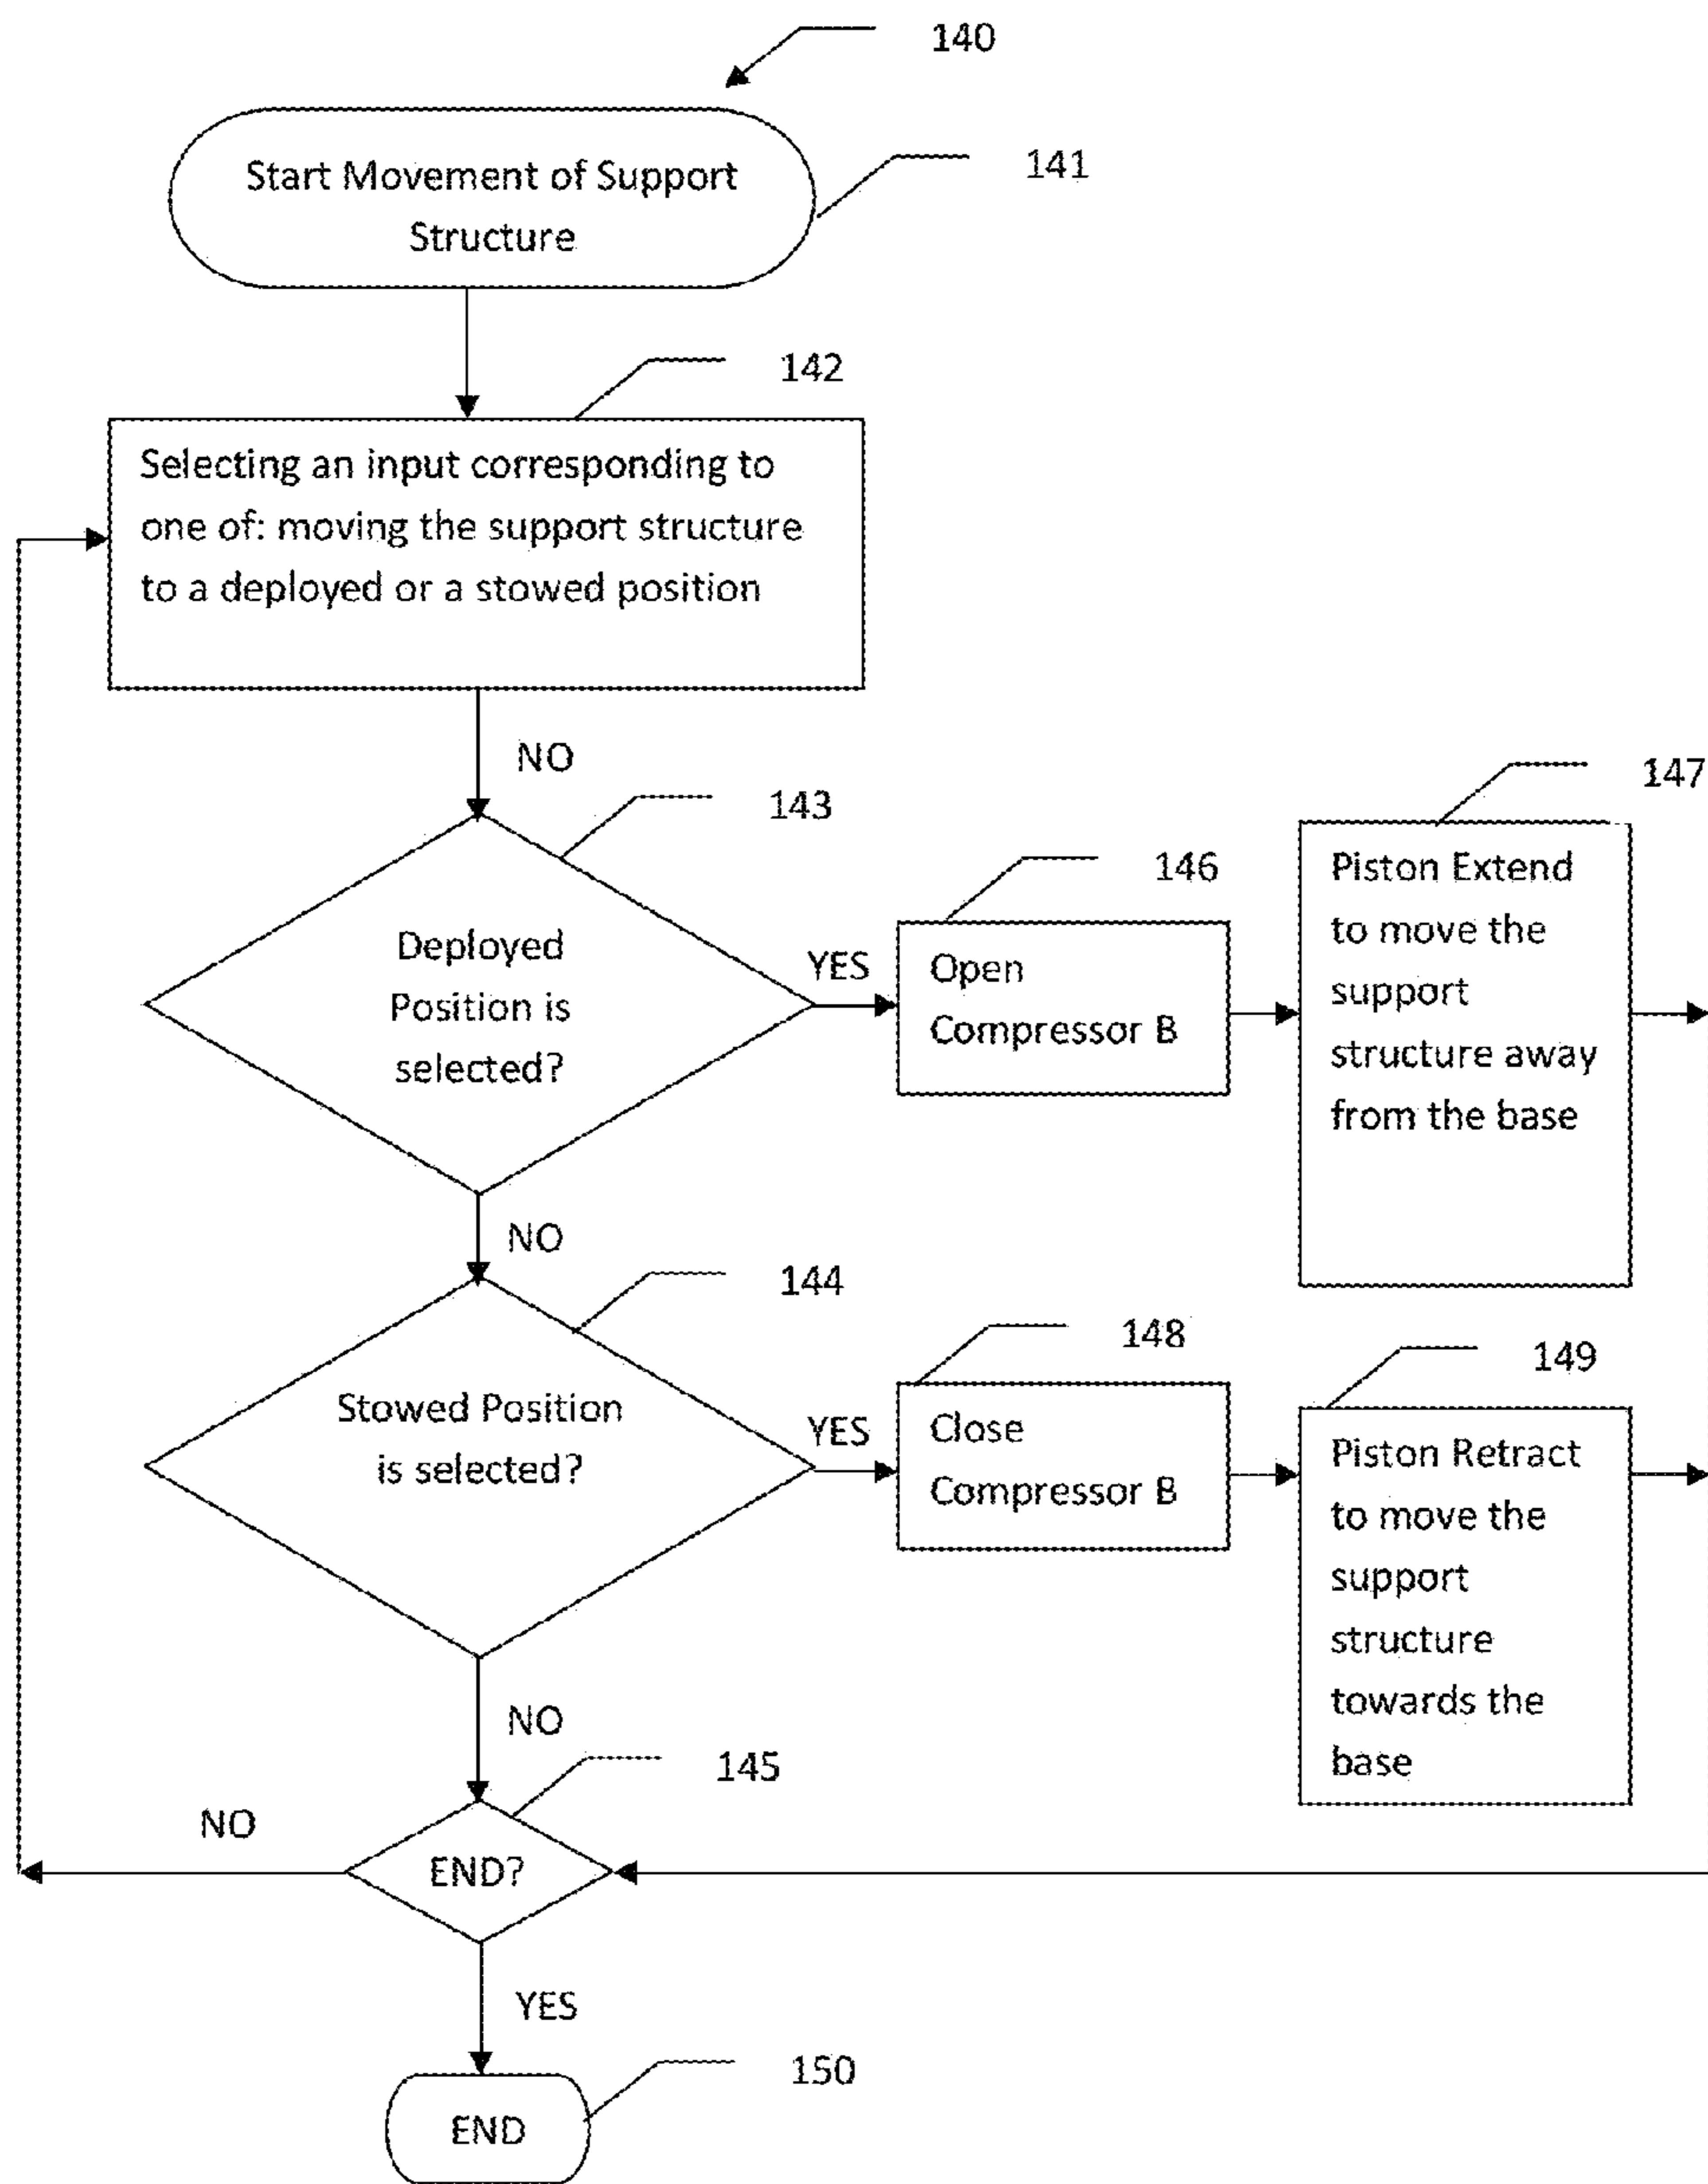 140
Start Movement of Support
Structure
141
142
Selecting an input corresponding to
one of: moving the support structure
to a deployed or a stowed position
NO
143
Deployed
Position is
selected?
YES
146
Open
Compressor B
147
Piston Extend
to move the
support
structure away
from the base
NO
144
Stowed Position
is selected?
YES
148
Close
Compressor B
149
Piston Retract
to move the
support
structure
towards the
base
NO
145
END?
NO
YES
150
END